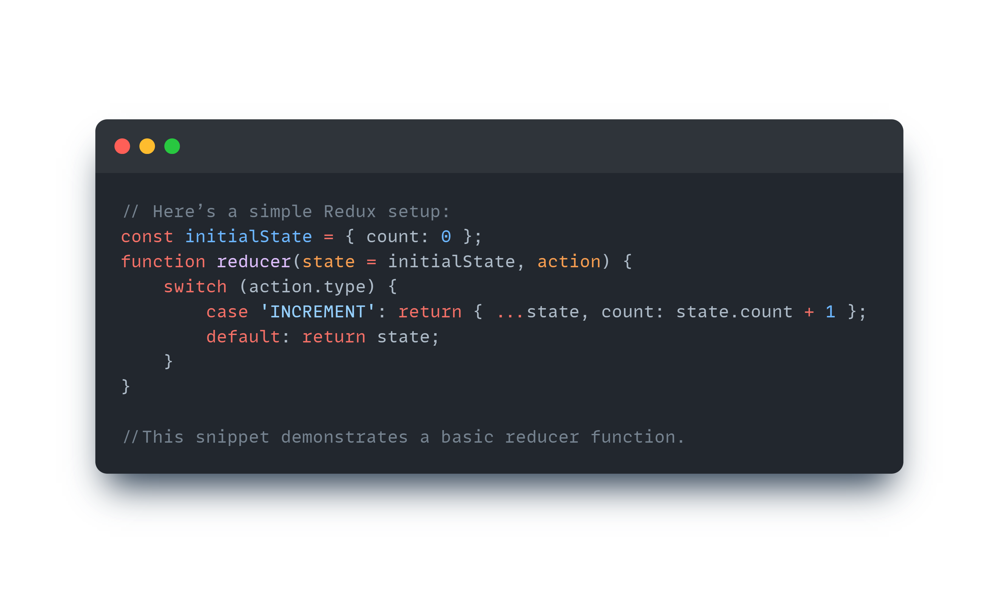 // Here’s a simple Redux setup:
const initialState = { count: 0 };
function reducer(state = initialState, action) {
    switch (action.type) {
        case 'INCREMENT': return { ...state, count: state.count + 1 };
        default: return state;
    }
}

//This snippet demonstrates a basic reducer function.